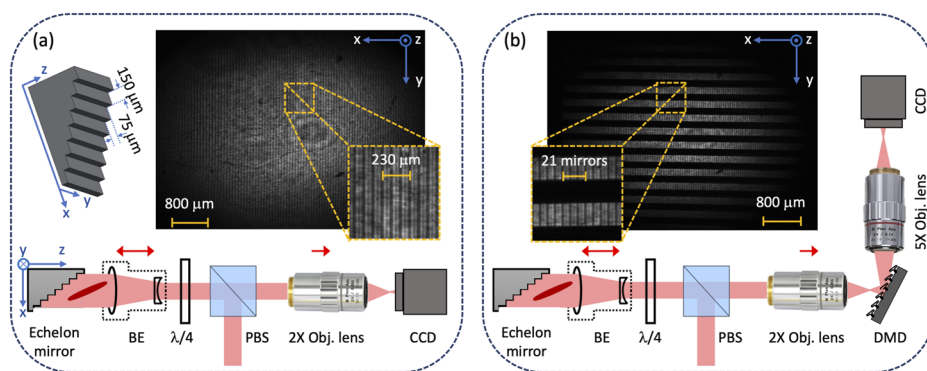 (a)
z
150 μm
75 μm
x
y
x
z
y
230 μm
800 μm
y
z
x
Echelon
mirror
BE
λ/4
PBS
2X Obj. lens
CCD
(b)
x
z
y
21 mirrors
800 μm
CCD
5X Obj. lens
Echelon
mirror
BE
λ/4
PBS
2X Obj. lens
DMD